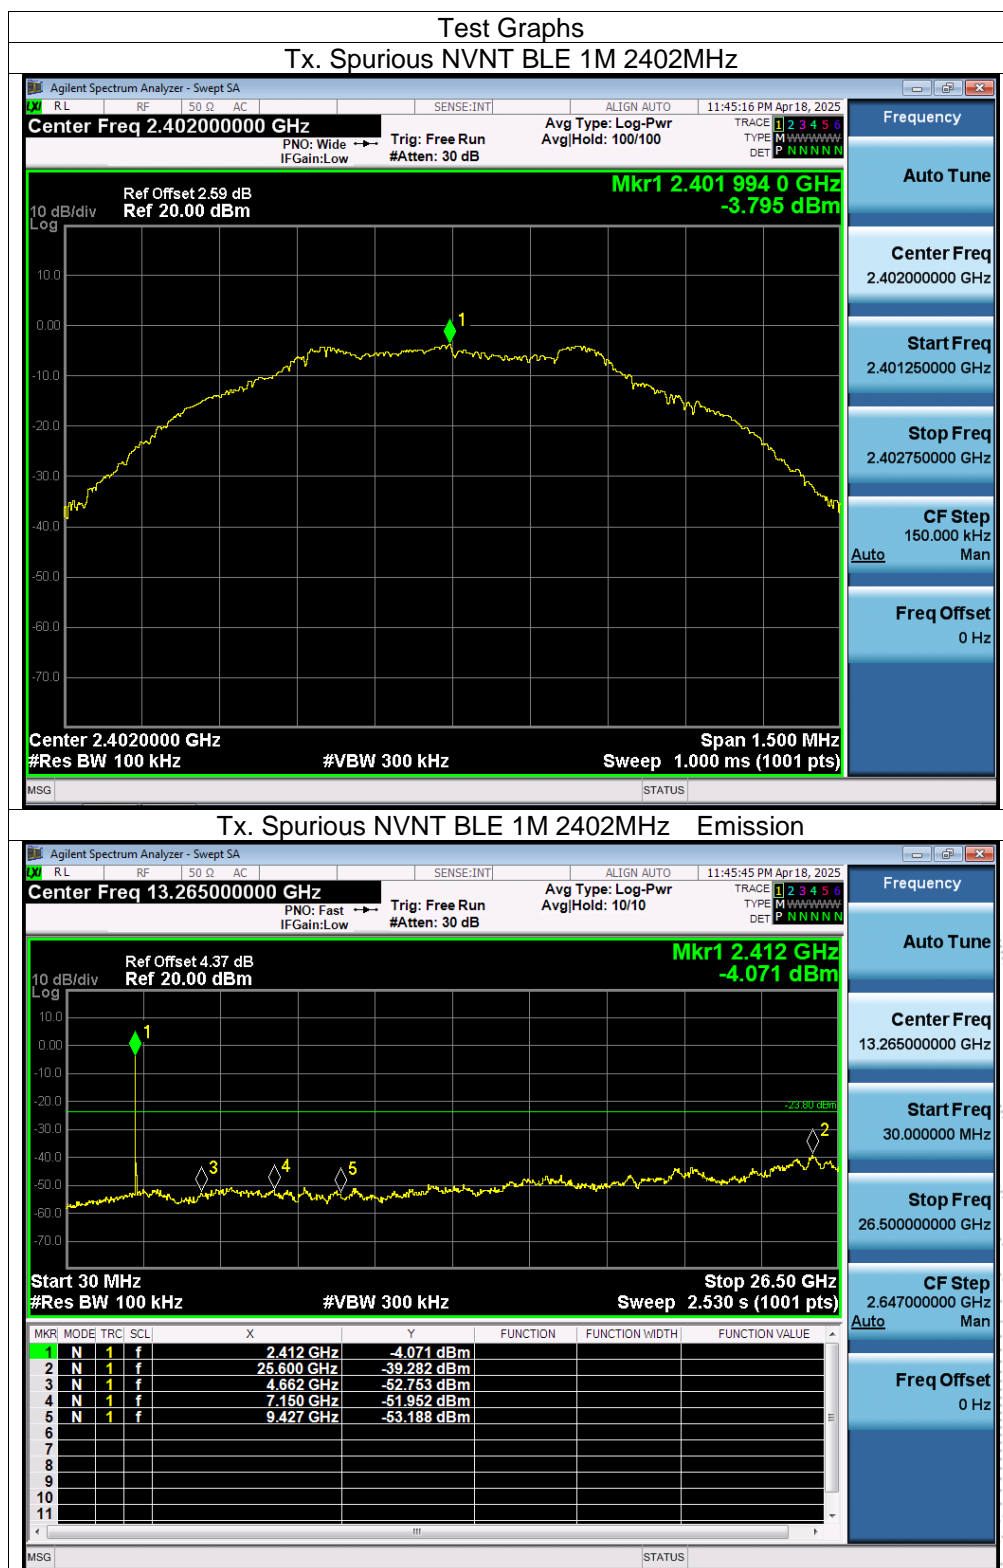 Test Graphs
Tx. Spurious NVNT BLE 1M 2402MHz
Agilent Spectrum Analyzer - Swept SA
LXI RL RF 50 Ω AC SENSE:INT ALIGN AUTO 11:45:16 PM Apr 18, 2025
Center Freq 2.402000000 GHz
PNO: Wide
IFGain:Low
Trig: Free Run
#Atten: 30 dB
Avg Type: Log-Pwr
Avg|Hold: 100/100
TRACE 1 2 3 4 5 6
TYPE M WWWWW
DET P N N N N N
Mkr1 2.401 994 0 GHz
-3.795 dBm
Ref Offset 2.59 dB
10 dB/div Ref 20.00 dBm
Log
10.0
0.00
-10.0
-20.0
-30.0
-40.0
-50.0
-60.0
-70.0
1
Center 2.4020000 GHz Span 1.500 MHz
#Res BW 100 kHz #VBW 300 kHz Sweep 1.000 ms (1001 pts)
MSG STATUS
Frequency
Auto Tune
Center Freq
2.402000000 GHz
Start Freq
2.401250000 GHz
Stop Freq
2.402750000 GHz
CF Step
150.000 kHz
Auto Man
Freq Offset
0 Hz
Tx. Spurious NVNT BLE 1M 2402MHz Emission
Agilent Spectrum Analyzer - Swept SA
LXI RL RF 50 Ω AC SENSE:INT ALIGN AUTO 11:45:45 PM Apr 18, 2025
Center Freq 13.265000000 GHz
PNO: Fast
IFGain:Low
Trig: Free Run
#Atten: 30 dB
Avg Type: Log-Pwr
Avg|Hold: 10/10
TRACE 1 2 3 4 5 6
TYPE M WWWWW
DET P N N N N N
Mkr1 2.412 GHz
-4.071 dBm
Ref Offset 4.37 dB
10 dB/div Ref 20.00 dBm
Log
10.0
0.00
-10.0
-20.0
-30.0
-40.0
-50.0
-60.0
-70.0
1
-23.80 dBm
2
3
4
5
Start 30 MHz Stop 26.50 GHz
#Res BW 100 kHz #VBW 300 kHz Sweep 2.530 s (1001 pts)
MKR MODE TRC SCL X Y FUNCTION FUNCTION WIDTH FUNCTION VALUE
1 N 1 f 2.412 GHz -4.071 dBm
2 N 1 f 25.600 GHz -39.282 dBm
3 N 1 f 4.662 GHz -52.753 dBm
4 N 1 f 7.150 GHz -51.952 dBm
5 N 1 f 9.427 GHz -53.188 dBm
6
7
8
9
10
11
MSG STATUS
Frequency
Auto Tune
Center Freq
13.265000000 GHz
Start Freq
30.000000 MHz
Stop Freq
26.500000000 GHz
CF Step
2.647000000 GHz
Auto Man
Freq Offset
0 Hz